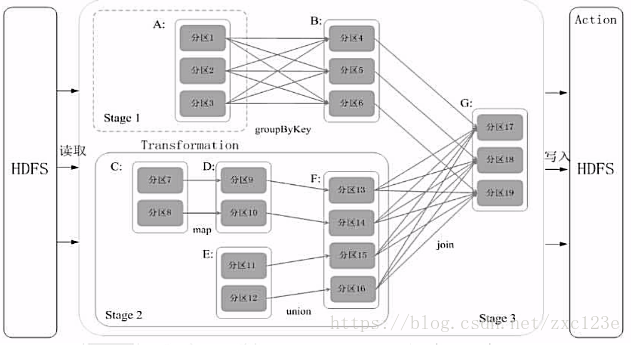 HDFS
读取
A:
分区1
分区2
分区3
Stage 1
B:
分区4
分区5
分区6
groupByKey
Transformation
C:
分区7
分区8
D:
分区9
分区10
map
E:
分区11
分区12
union
F:
分区13
分区14
分区15
分区16
Stage 2
G:
分区17
分区18
分区19
join
Stage 3
写入
Action
HDFS
https://blog.csdn.net/zxc123e